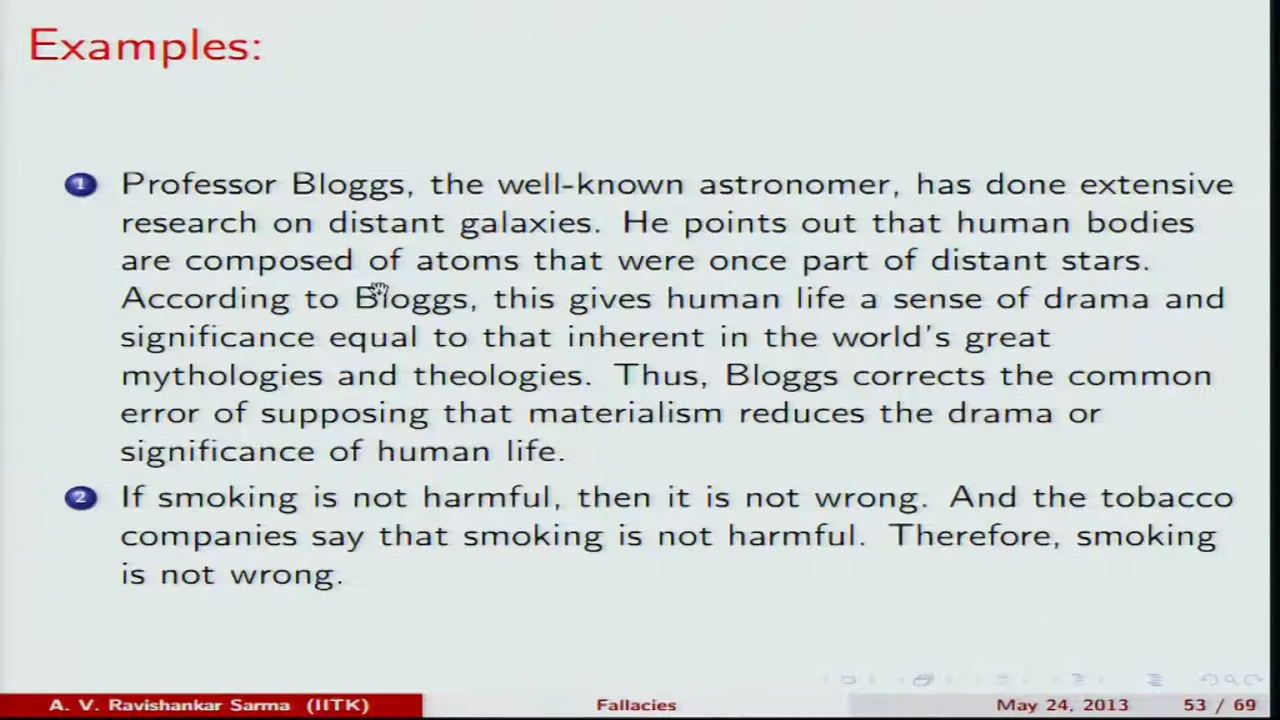 Examples:
1 Professor Bloggs, the well-known astronomer, has done extensive
research on distant galaxies. He points out that human bodies
are composed of atoms that were once part of distant stars.
According to Bloggs, this gives human life a sense of drama and
significance equal to that inherent in the world's great
mythologies and theologies. Thus, Bloggs corrects the common
error of supposing that materialism reduces the drama or
significance of human life.
2 If smoking is not harmful, then it is not wrong. And the tobacco
companies say that smoking is not harmful. Therefore, smoking
is not wrong.
A. V. Ravishankar Sarma (IITK) Fallacies May 24, 2013 53 / 69